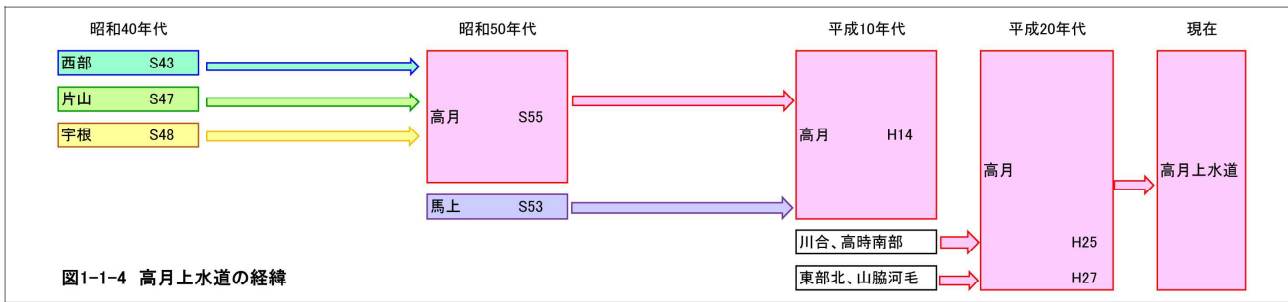 昭和40年代 昭和50年代 平成10年代 平成20年代 現在
西部 S43
片山 S47
宇根 S48
高月 S55
馬上 S53
高月 H14
川合、高時南部
東部北、山脇河毛
高月
H25
H27
高月上水道
図1-1-4 高月上水道の経緯